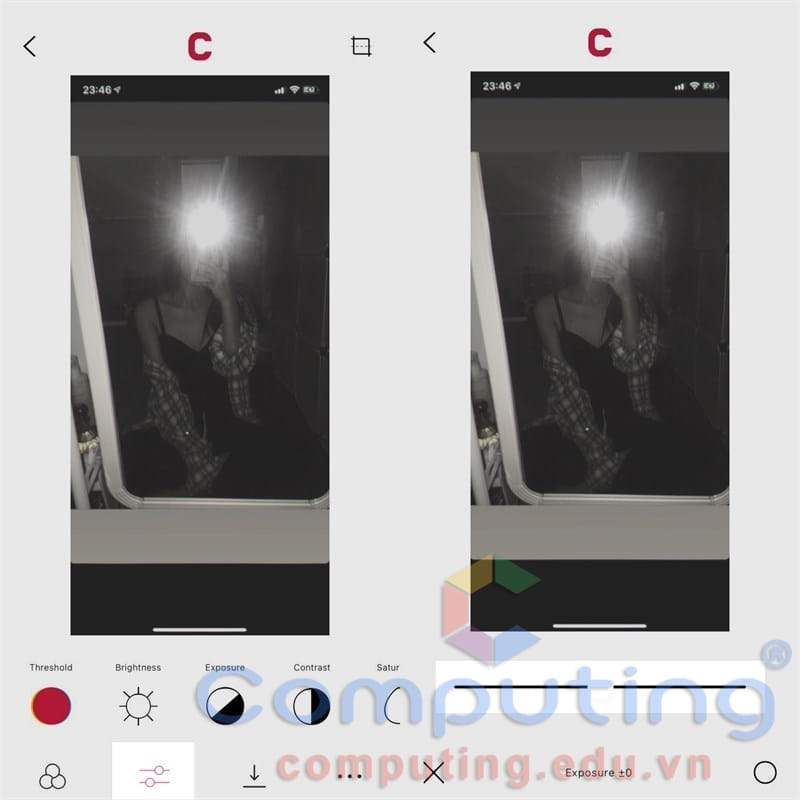 C
23:46
Threshold
Brightness
Exposure
Contrast
Satur
C
23:46
Exposure ±0
Computing®
computing.edu.vn